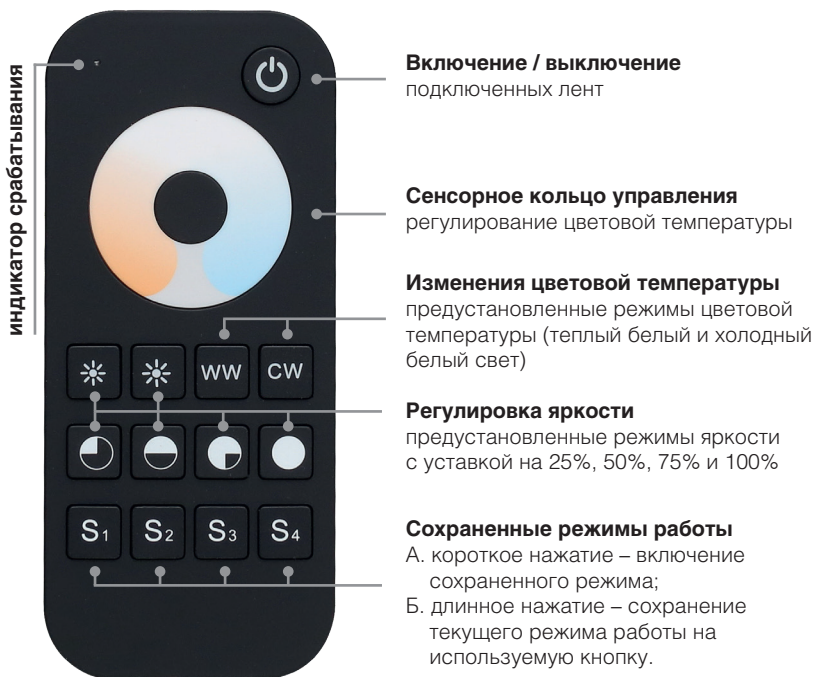 индикатор срабатывания
Включение / выключение
подключенных лент
Сенсорное кольцо управления
регулирование цветовой температуры
Изменения цветовой температуры
предустановленные режимы цветовой
температуры (теплый белый и холодный
белый свет)
WW CW
Регулировка яркости
предустановленные режимы яркости
с уставкой на 25%, 50%, 75% и 100%
S1 S2 S3 S4
Сохраненные режимы работы
А. короткое нажатие – включение
сохраненного режима;
Б. длинное нажатие – сохранение
текущего режима работы на
используемую кнопку.